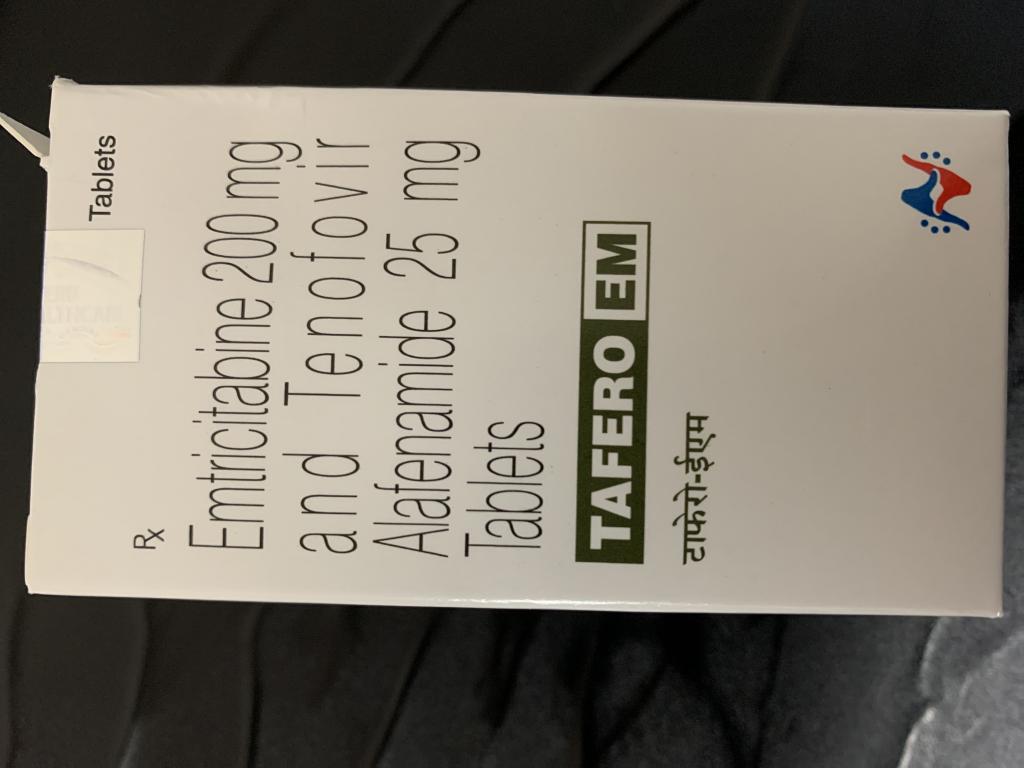 Tablets
Rx
Emtricitabine 200 mg
and Tenofovir
Alafenamide 25 mg
Tablets
TAFERO EM
टाफेरो-ईएम